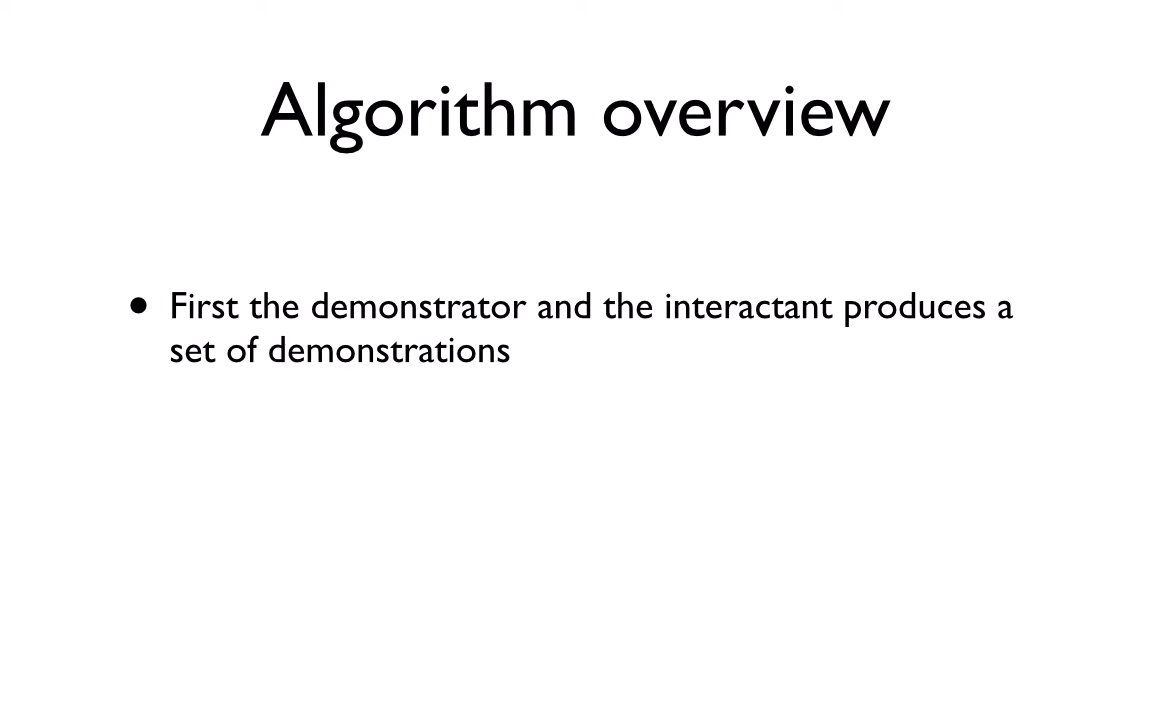 Algorithm overview
• First the demonstrator and the interactant produces a
set of demonstrations